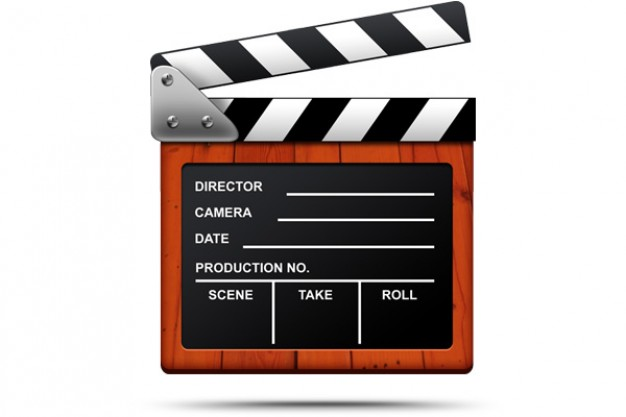 DIRECTOR
CAMERA
DATE
PRODUCTION NO.
SCENE TAKE ROLL